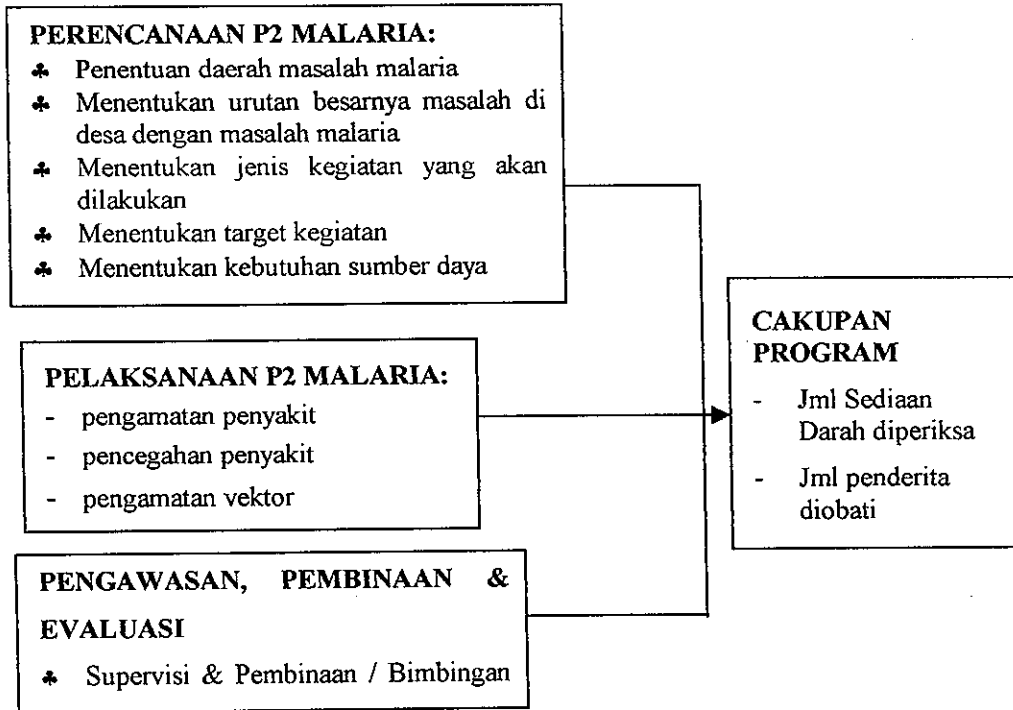 PERENCANAAN P2 MALARIA:
♣ Penentuan daerah masalah malaria
♣ Menentukan urutan besarnya masalah di
desa dengan masalah malaria
♣ Menentukan jenis kegiatan yang akan
dilakukan
♣ Menentukan target kegiatan
♣ Menentukan kebutuhan sumber daya
PELAKSANAAN P2 MALARIA:
- pengamatan penyakit
- pencegahan penyakit
- pengamatan vektor
PENGAWASAN, PEMBINAAN &
EVALUASI
♣ Supervisi & Pembinaan / Bimbingan
CAKUPAN
PROGRAM
- Jml Sediaan
Darah diperiksa
- Jml penderita
diobati